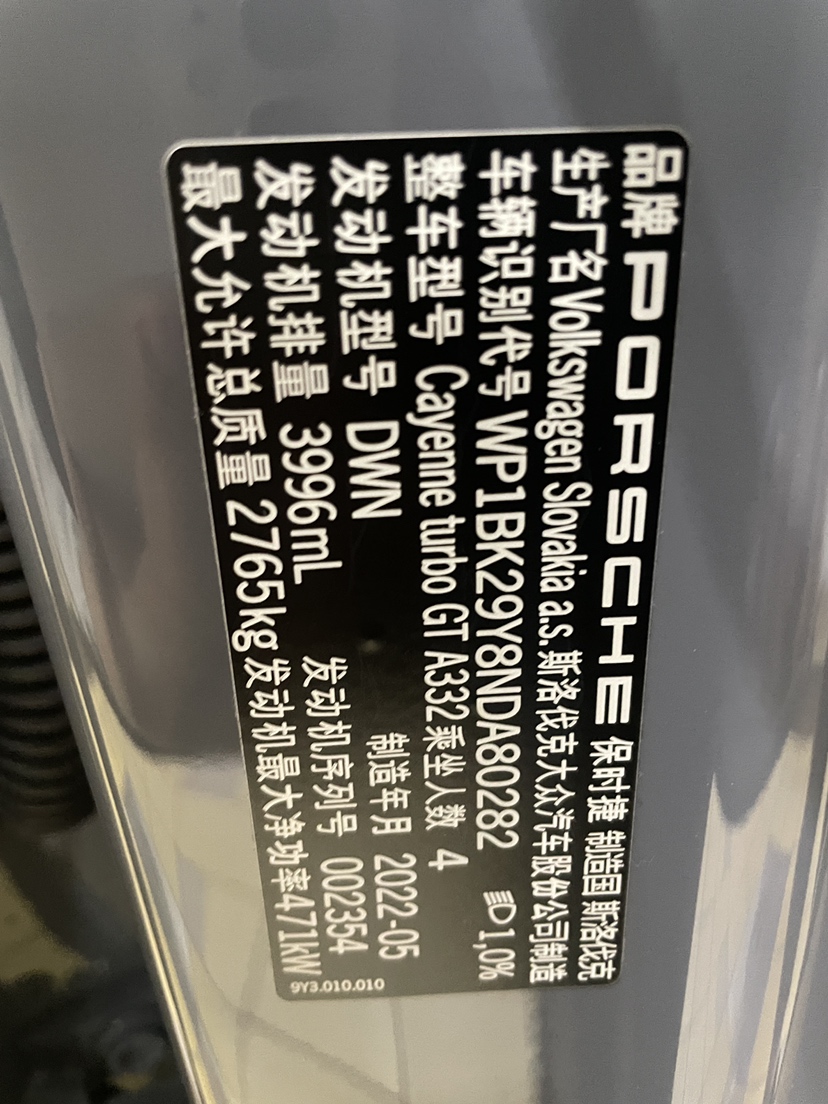 品牌 PORSCHE 保时捷 制造国 斯洛伐克
生产厂名 Volkswagen Slovakia a.s. 斯洛伐克大众汽车股份公司制造
车辆识别代号 WP1BK29Y8NDA80282 1,0%
整车型号 Cayenne turbo GT A332 乘坐人数 4
发动机型号 DWN 制造年月 2022-05
发动机排量 3996mL 发动机序列号 002354
最大允许总质量 2765kg 发动机最大净功率 471kW
9Y3.010.010